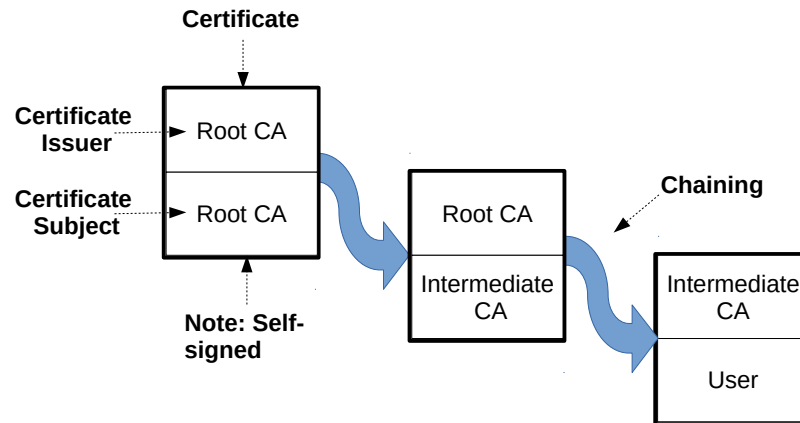 Certificate
Certificate
Issuer
Root CA
Certificate
Subject
Root CA
Note: Self-
signed
Root CA
Intermediate
CA
Chaining
Intermediate
CA
User